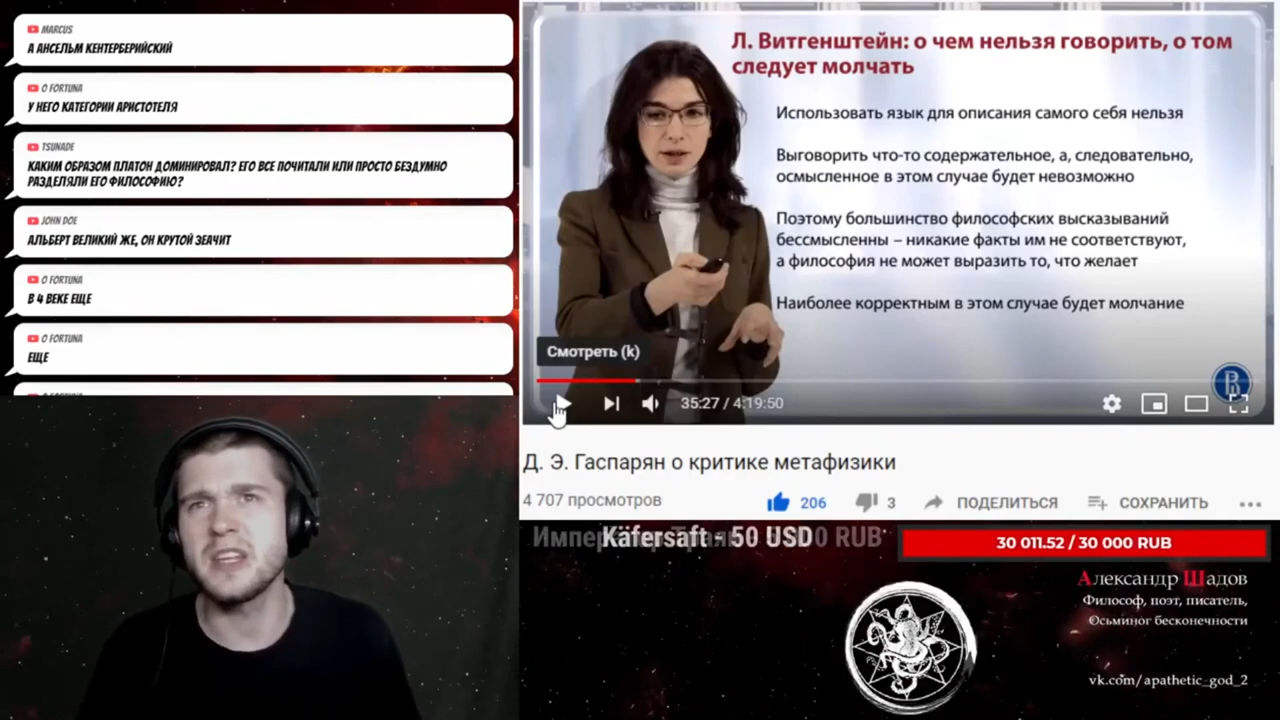 MARCUS
А АНСЕЛЬМ КЕНТЕРБЕРИЙСКИЙ
O FORTUNA
У НЕГО КАТЕГОРИИ АРИСТОТЕЛЯ
TSUNADE
КАКИМ ОБРАЗОМ ПЛАТОН ДОМИНИРОВАЛ? ЕГО ВСЕ ПОЧИТАЛИ ИЛИ ПРОСТО БЕЗДУМНО
РАЗДЕЛЯЛИ ЕГО ФИЛОСОФИЮ?
JOHN DOE
АЛЬБЕРТ ВЕЛИКИЙ ЖЕ, ОН КРУТОЙ ЗЕАЧИТ
O FORTUNA
В 4 ВЕКЕ ЕЩЕ
O FORTUNA
ЕЩЕ
Л. Витгенштейн: о чем нельзя говорить, о том
следует молчать
Использовать язык для описания самого себя нельзя
Выговорить что-то содержательное, а, следовательно,
осмысленное в этом случае будет невозможно
Поэтому большинство философских высказываний
бессмысленны – никакие факты им не соответствуют,
а философия не может выразить то, что желает
Наиболее корректным в этом случае будет молчание
Смотреть (k)
35:27 / 4:19:50
Д. Э. Гаспарян о критике метафизики
4 707 просмотров
206
3
ПОДЕЛИТЬСЯ
СОХРАНИТЬ
Käfersaft - 50 USD
RUB
30 011.52 / 30 000 RUB
Александр Шадов
Философ, поэт, писатель,
Осьминог бесконечности
vk.com/apathetic_god_2